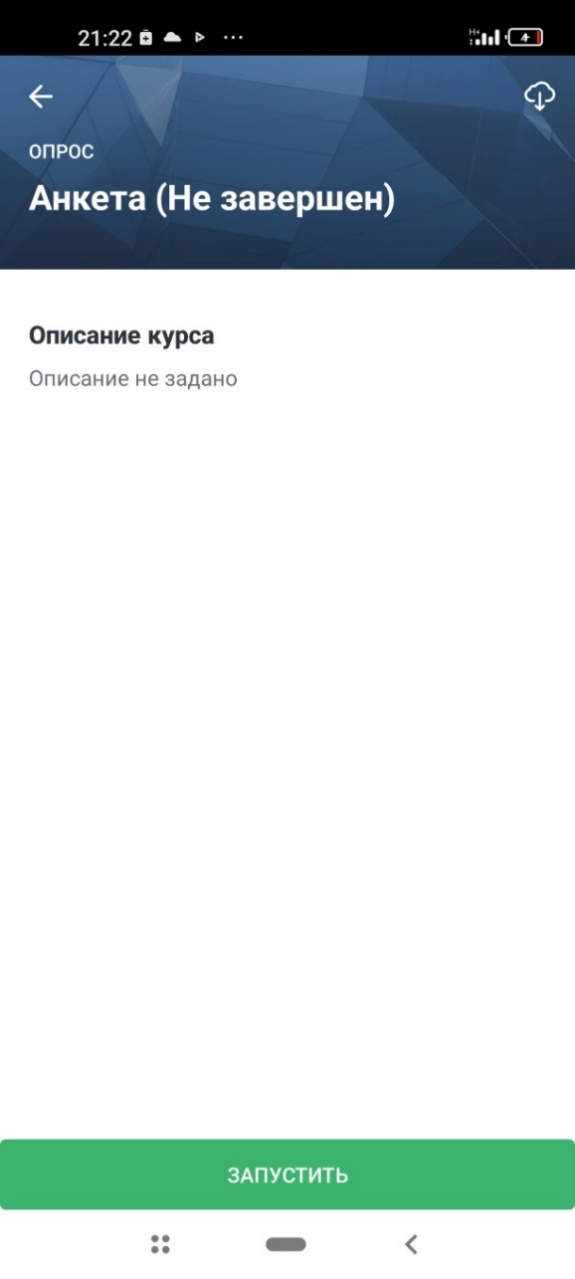 21:22
ОПРОС
Анкета (Не завершен)
Описание курса
Описание не задано
ЗАПУСТИТЬ